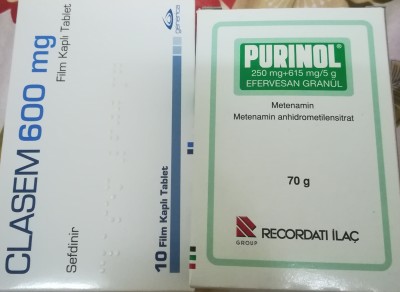 CLASEM 600 mg
Film Kaplı Tablet
Sefdinir
10 Film Kaplı Tablet
generica
PURINOL®
250 mg+615 mg/5 g
EFERVESAN GRANÜL
Metenamin
Metenamin anhidrometilensitrat
70 g
GROUP
RECORDATI İLAÇ